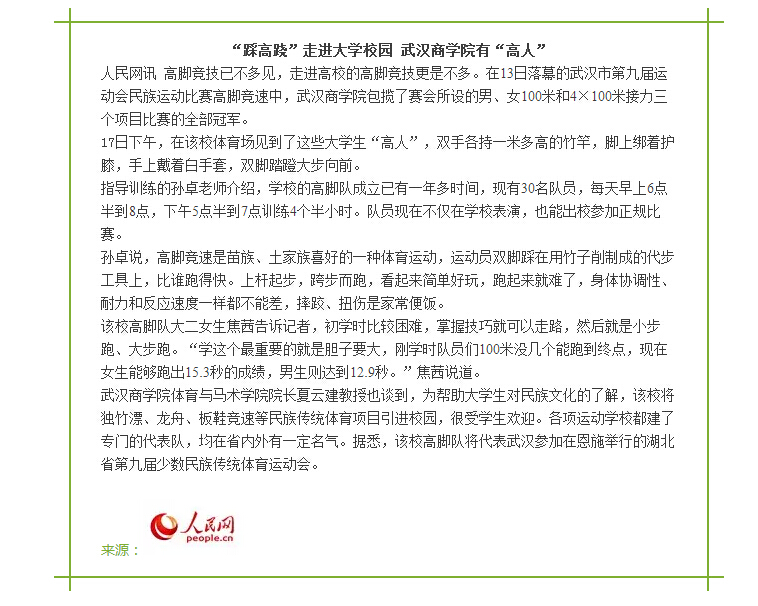 “踩高跷”走进大学校园 武汉商学院有“高人”
人民网讯 高脚竞技已不多见，走进高校的高脚竞技更是不多。在13日落幕的武汉市第九届运
动会民族运动比赛高脚竞速中，武汉商学院包揽了赛会所设的男、女100米和4×100米接力三
个项目比赛的全部冠军。
17日下午，在该校体育场见到了这些大学生“高人”，双手各持一米多高的竹竿，脚上绑着护
膝，手上戴着白手套，双脚踏蹬大步向前。
指导训练的孙卓老师介绍，学校的高脚队成立已有一年多时间，现有30名队员，每天早上6点
半到8点，下午5点半到7点训练4个半小时。队员现在不仅在学校表演，也能出校参加正规比
赛。
孙卓说，高脚竞速是苗族、土家族喜好的一种体育运动，运动员双脚踩在用竹子削制成的代步
工具上，比谁跑得快。上杆起步，跨步而跑，看起来简单好玩，跑起来就难了，身体协调性、
耐力和反应速度一样都不能差，摔跤、扭伤是家常便饭。
该校高脚队大二女生焦茜告诉记者，初学时比较困难，掌握技巧就可以走路，然后就是小步
跑、大步跑。“学这个最重要的就是胆子要大，刚学时队员们100米没几个能跑到终点，现在
女生能够跑出15.3秒的成绩，男生则达到12.9秒。”焦茜说道。
武汉商学院体育与马术学院院长夏云建教授也谈到，为帮助大学生对民族文化的了解，该校将
独竹漂、龙舟、板鞋竞速等民族传统体育项目引进校园，很受学生欢迎。各项运动学校都建了
专门的代表队，均在省内外有一定名气。据悉，该校高脚队将代表武汉参加在恩施举行的湖北
省第九届少数民族传统体育运动会。
人民网
people.cn
来源：